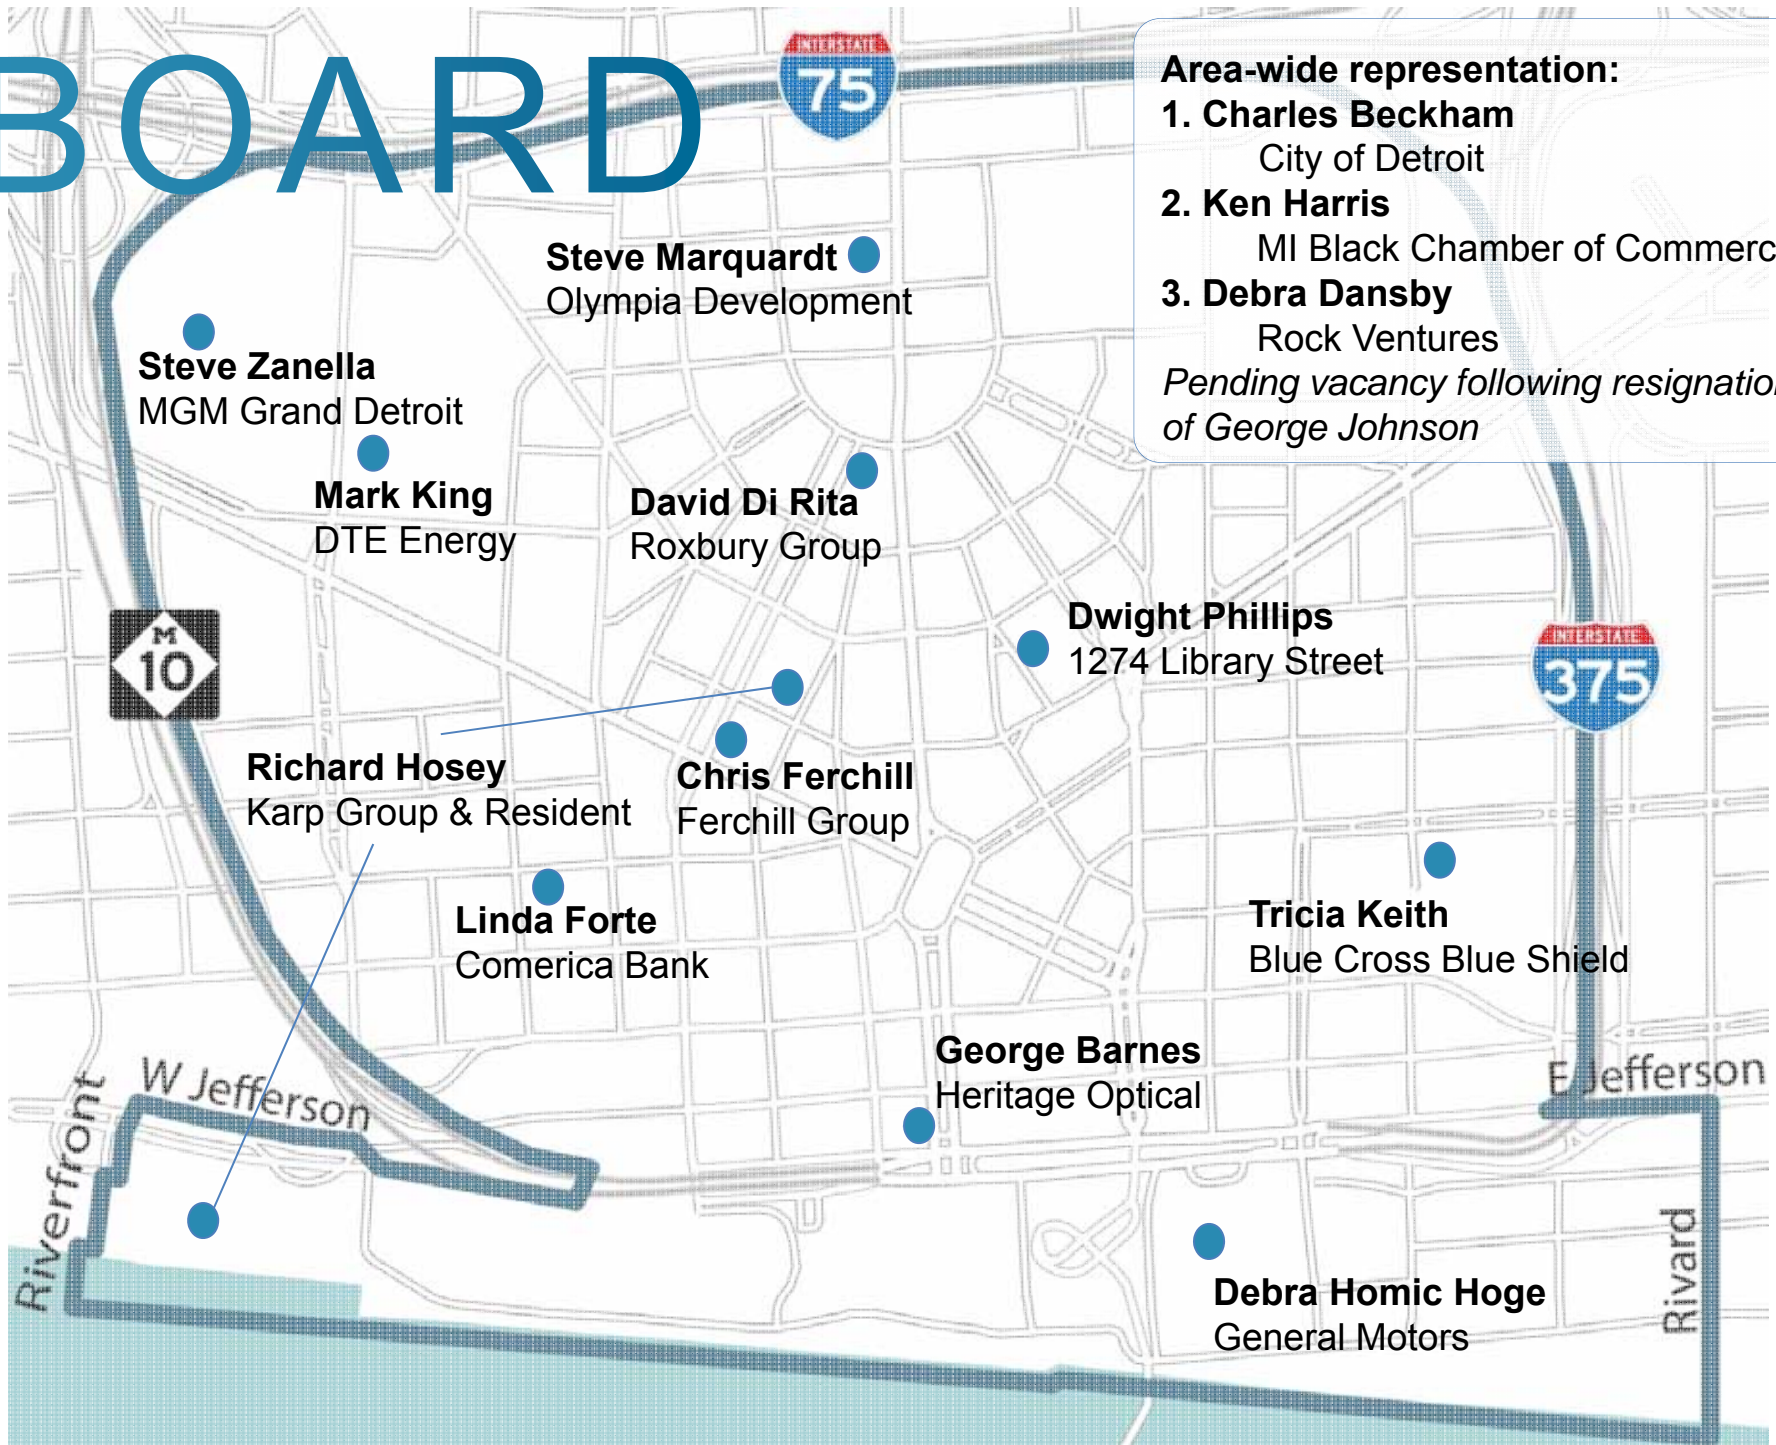 BOARD
INTERSTATE
75
Area-wide representation:
1. Charles Beckham
City of Detroit
2. Ken Harris
MI Black Chamber of Commerc
3. Debra Dansby
Rock Ventures
Pending vacancy following resignation
of George Johnson
Steve Marquardt
Olympia Development
Steve Zanella
MGM Grand Detroit
Mark King
DTE Energy
David Di Rita
Roxbury Group
Dwight Phillips
1274 Library Street
M
10
INTERSTATE
375
Richard Hosey
Karp Group & Resident
Chris Ferchill
Ferchill Group
Linda Forte
Comerica Bank
Tricia Keith
Blue Cross Blue Shield
George Barnes
Heritage Optical
W Jefferson
E Jefferson
Riverfront
Rivard
Debra Homic Hoge
General Motors